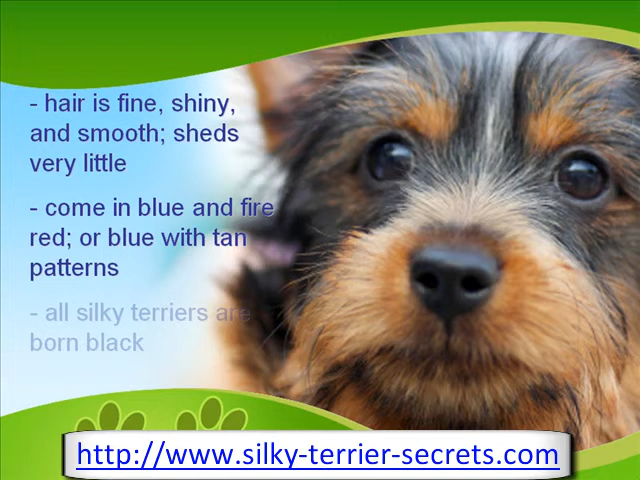 - hair is fine, shiny,
and smooth; sheds
very little
- come in blue and fire
red; or blue with tan
patterns
- all silky terriers are
born black
http://www.silky-terrier-secrets.com